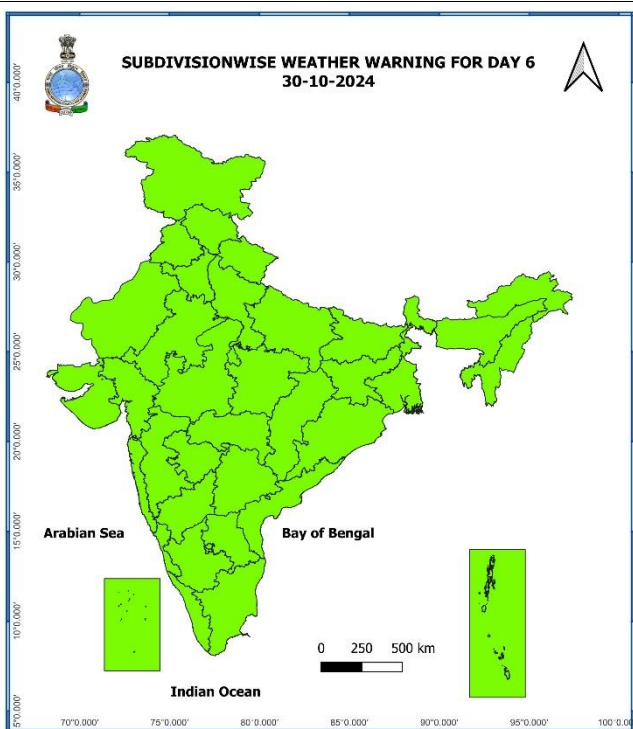 SUBDIVISIONWISE WEATHER WARNING FOR DAY 6
30-10-2024
40°0.000'
35°0.000'
30°0.000'
25°0.000'
20°0.000'
15°0.000'
10°0.000'
5°0.000'
Arabian Sea
Bay of Bengal
0 250 500 km
Indian Ocean
70°0.000' 75°0.000' 80°0.000' 85°0.000' 90°0.000' 95°0.000' 100°0.0